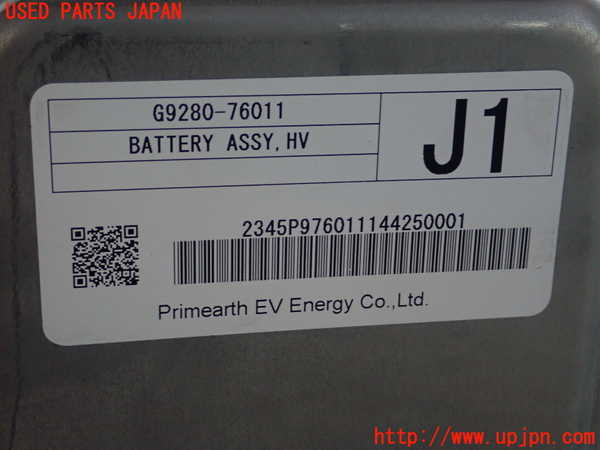 USED PARTS JAPAN
G9280-76011
BATTERY ASSY,HV
J1
2345P976011144250001
Primearth EV Energy Co.,Ltd.
http://www.upjpn.com/